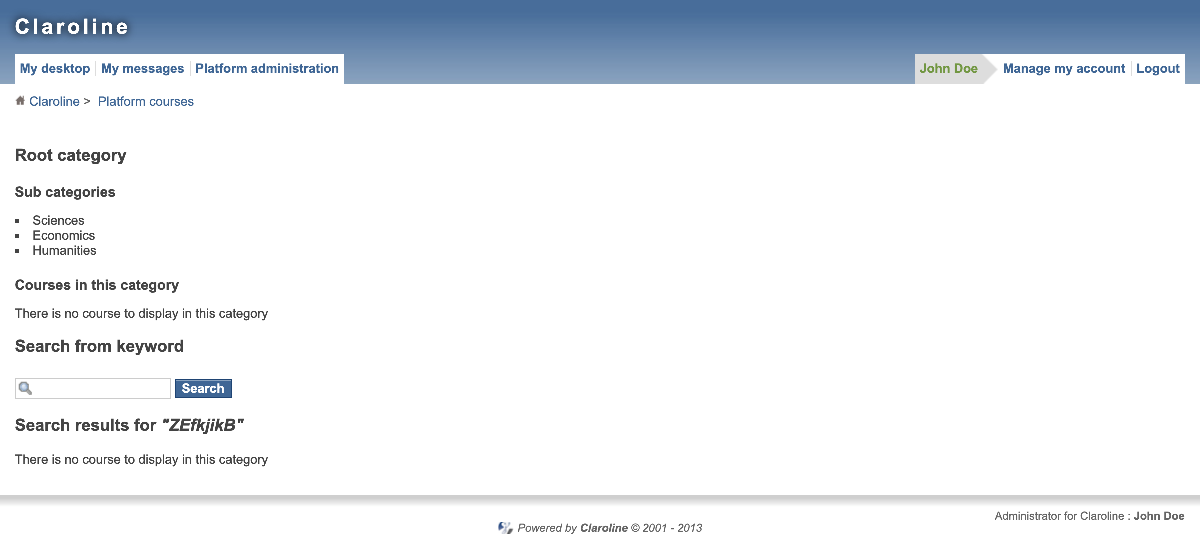 Claroline
My desktop My messages Platform administration John Doe Manage my account Logout
Claroline > Platform courses
Root category
Sub categories
Sciences
Economics
Humanities
Courses in this category
There is no course to display in this category
Search from keyword
Search
Search results for "ZEfkjikB"
There is no course to display in this category
Administrator for Claroline : John Doe
Powered by Claroline © 2001 - 2013